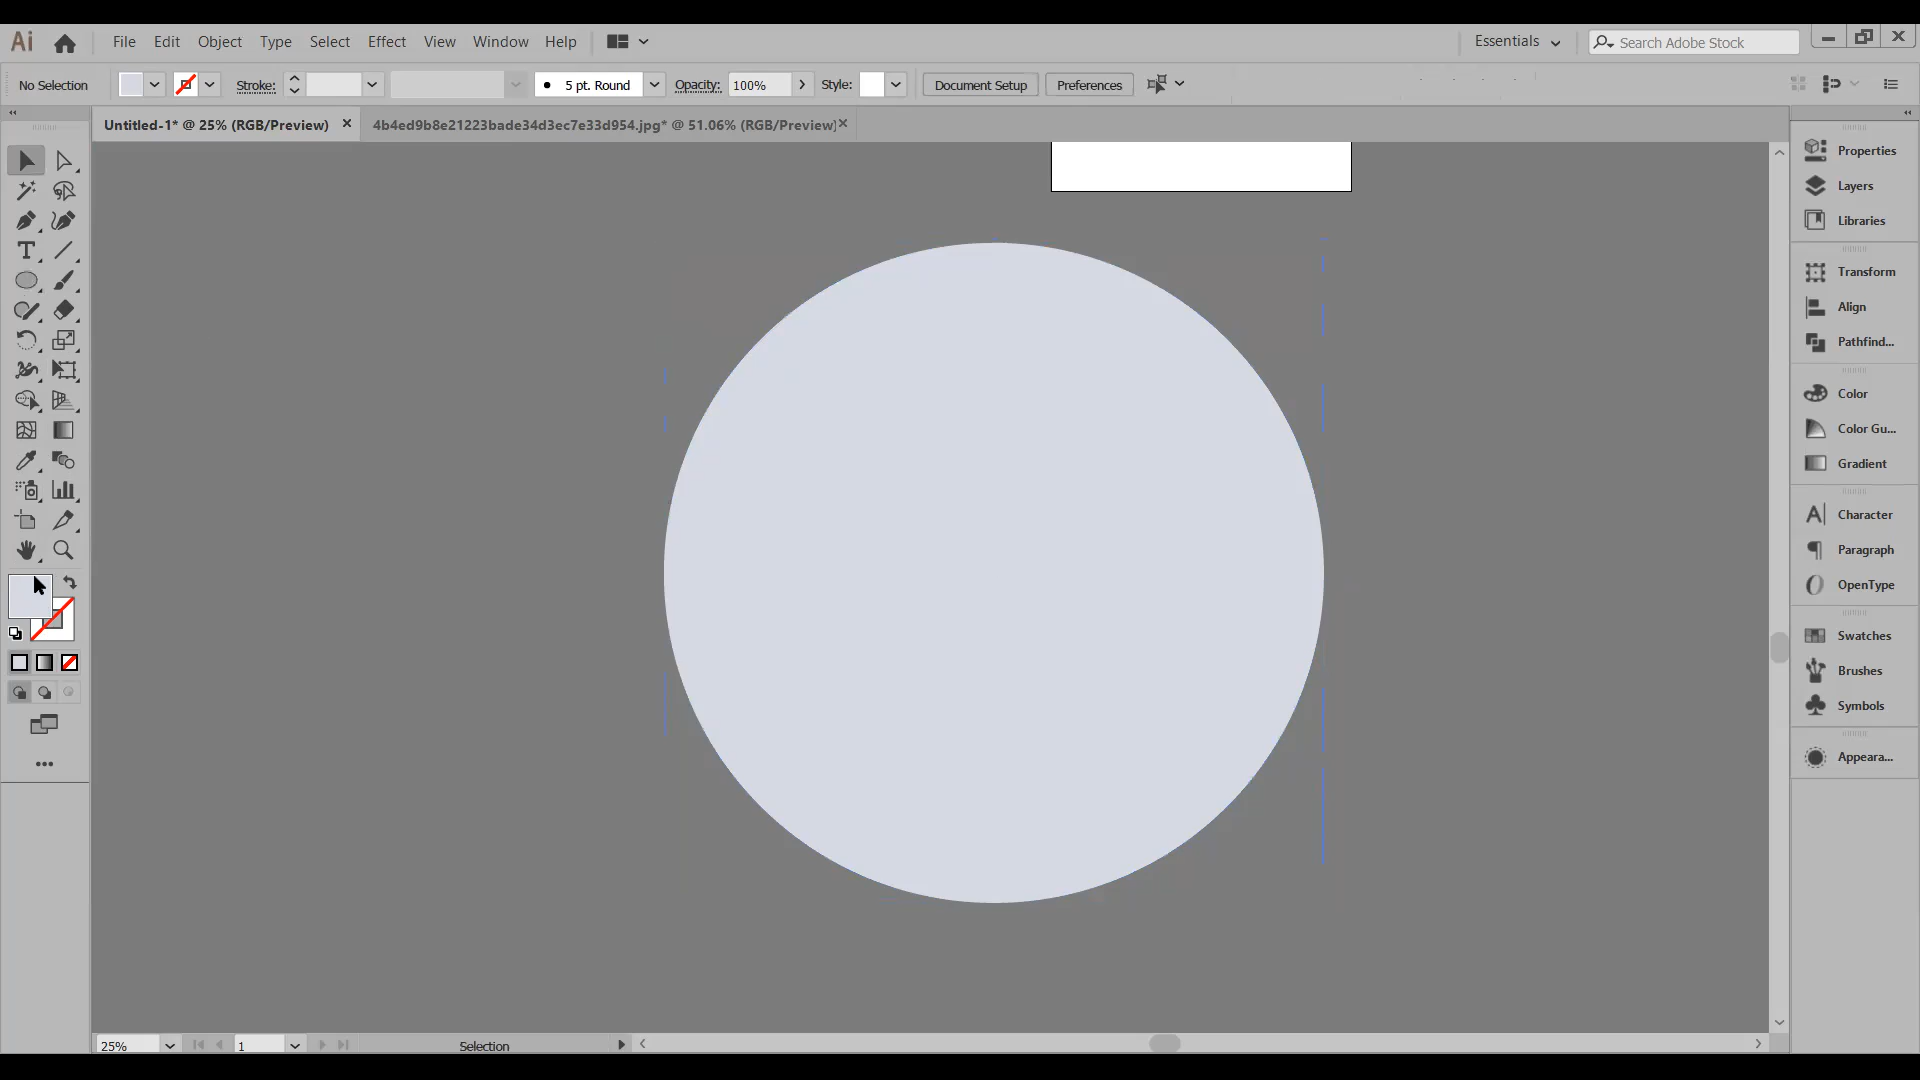 Ai File Edit Object Type Select Effect View Window Help Essentials Search Adobe Stock
No Selection Stroke: 5 pt. Round Opacity: 100% Style: Document Setup Preferences
Untitled-1* @ 25% (RGB/Preview) 4b4ed9b8e21223bade34d3ec7e33d954.jpg* @ 51.06% (RGB/Preview)
Properties
Layers
Libraries
Transform
Align
Pathfind...
Color
Color Gu...
Gradient
Character
Paragraph
OpenType
Swatches
Brushes
Symbols
Appeara...
25% 1 Selection